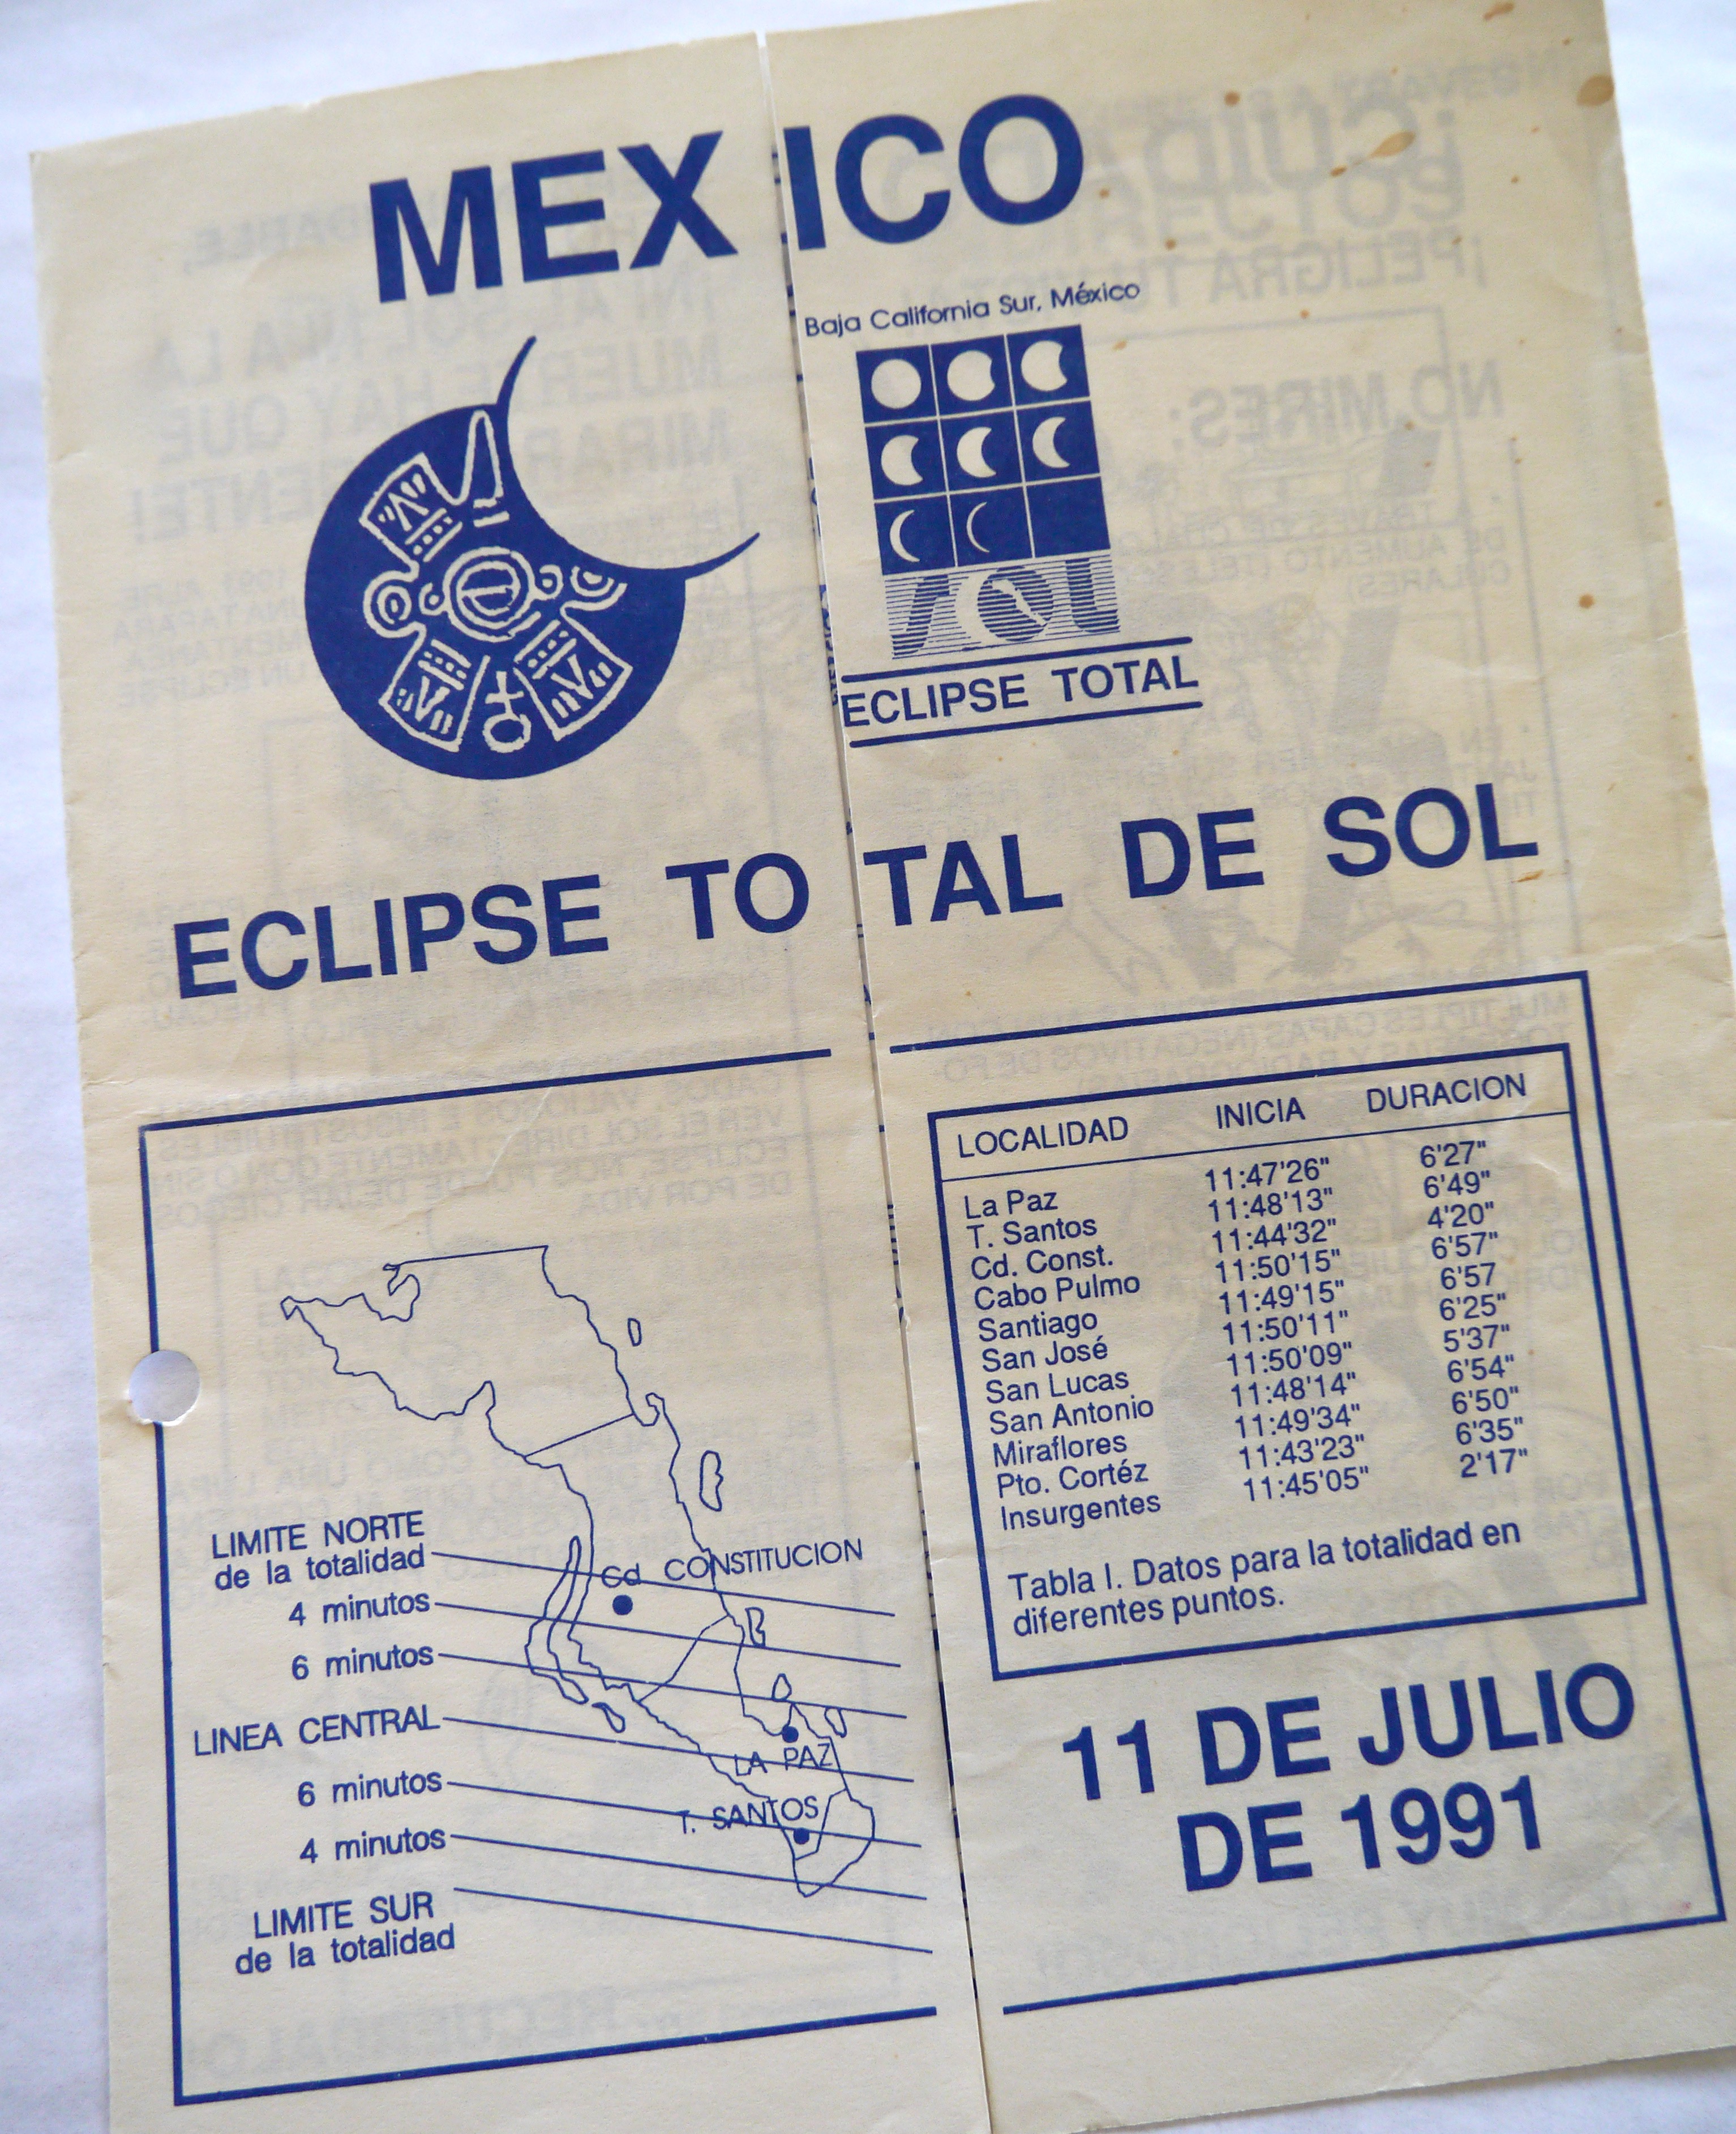 MEXICO
Baja California Sur, México
SOL
ECLIPSE TOTAL
ECLIPSE TOTAL DE SOL
LIMITE NORTE
de la totalidad
4 minutos
6 minutos
LINEA CENTRAL
6 minutos
4 minutos
LIMITE SUR
de la totalidad
Cd CONSTITUCION
LA PAZ
T. SANTOS
LOCALIDAD INICIA DURACION
La Paz 11:47'26" 6'27"
T. Santos 11:48'13" 6'49"
Cd. Const. 11:44'32" 4'20"
Cabo Pulmo 11:50'15" 6'57"
Santiago 11:49'15" 6'57
San José 11:50'11" 6'25"
San Lucas 11:50'09" 5'37"
San Antonio 11:48'14" 6'54"
Miraflores 11:49'34" 6'50"
Pto. Cortéz 11:43'23" 6'35"
Insurgentes 11:45'05" 2'17"
Tabla I. Datos para la totalidad en
diferentes puntos.
11 DE JULIO
DE 1991